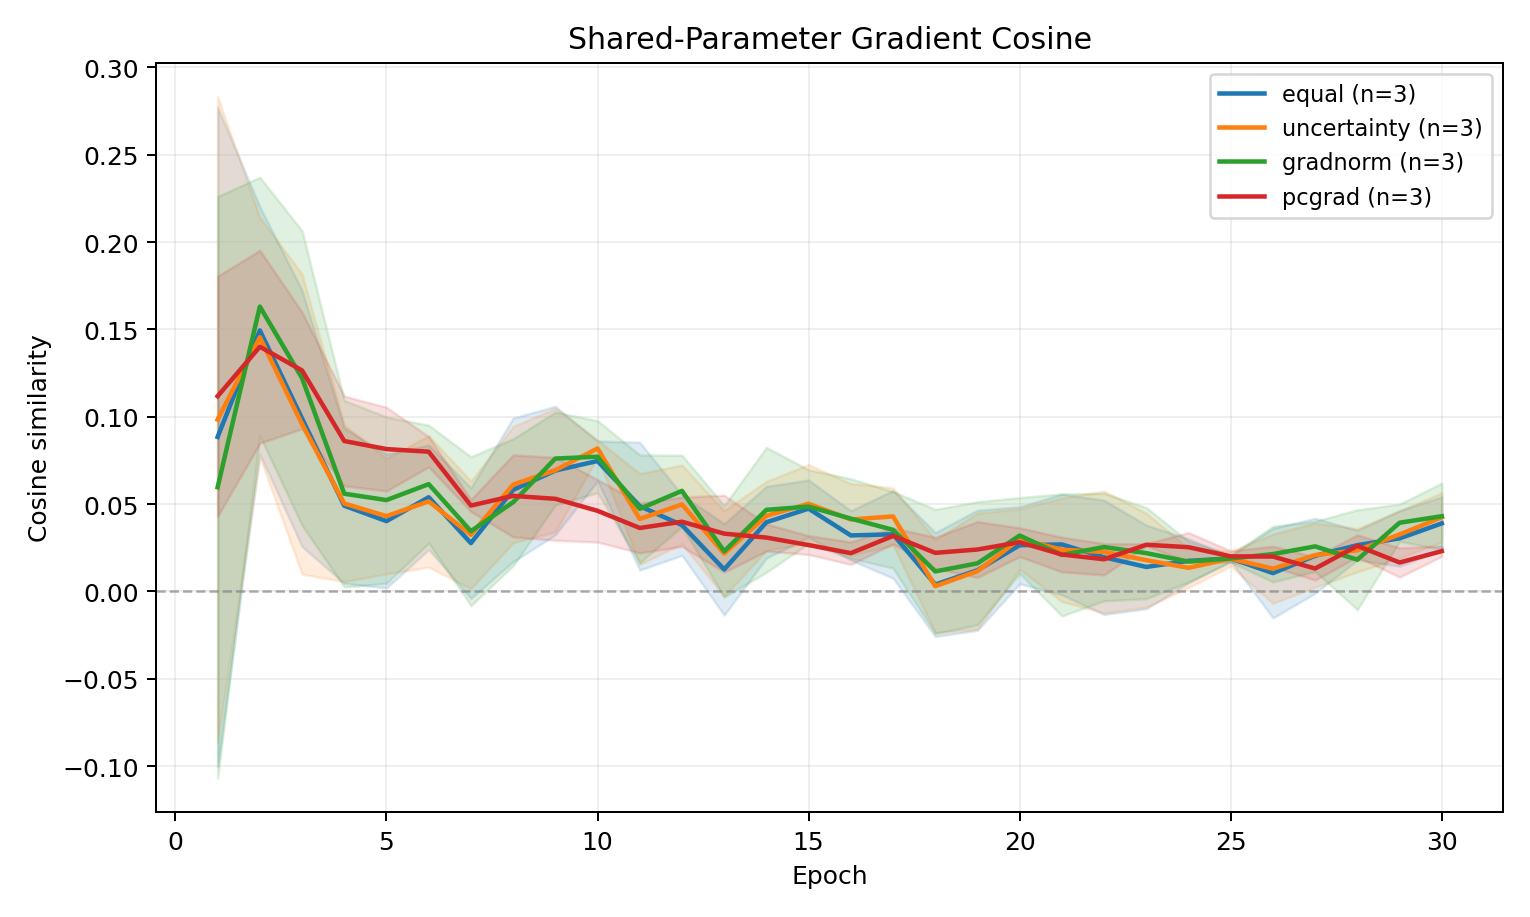 Shared-Parameter Gradient Cosine
0.30
0.25
0.20
0.15
0.10
0.05
0.00
−0.05
−0.10
Cosine similarity
equal (n=3)
uncertainty (n=3)
gradnorm (n=3)
pcgrad (n=3)
0 5 10 15 20 25 30
Epoch